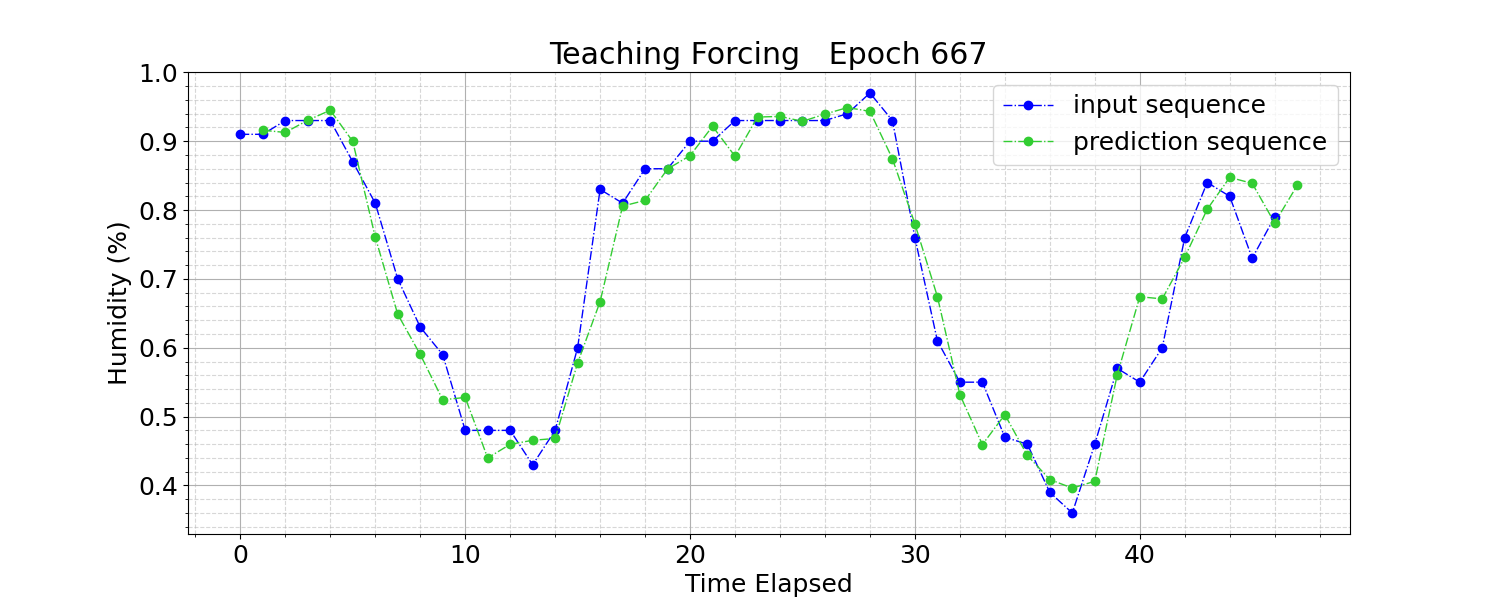 Teaching Forcing   Epoch 667
1.0
0.9
0.8
0.7
0.6
0.5
0.4
Humidity (%)
input sequence
prediction sequence
0 10 20 30 40
Time Elapsed